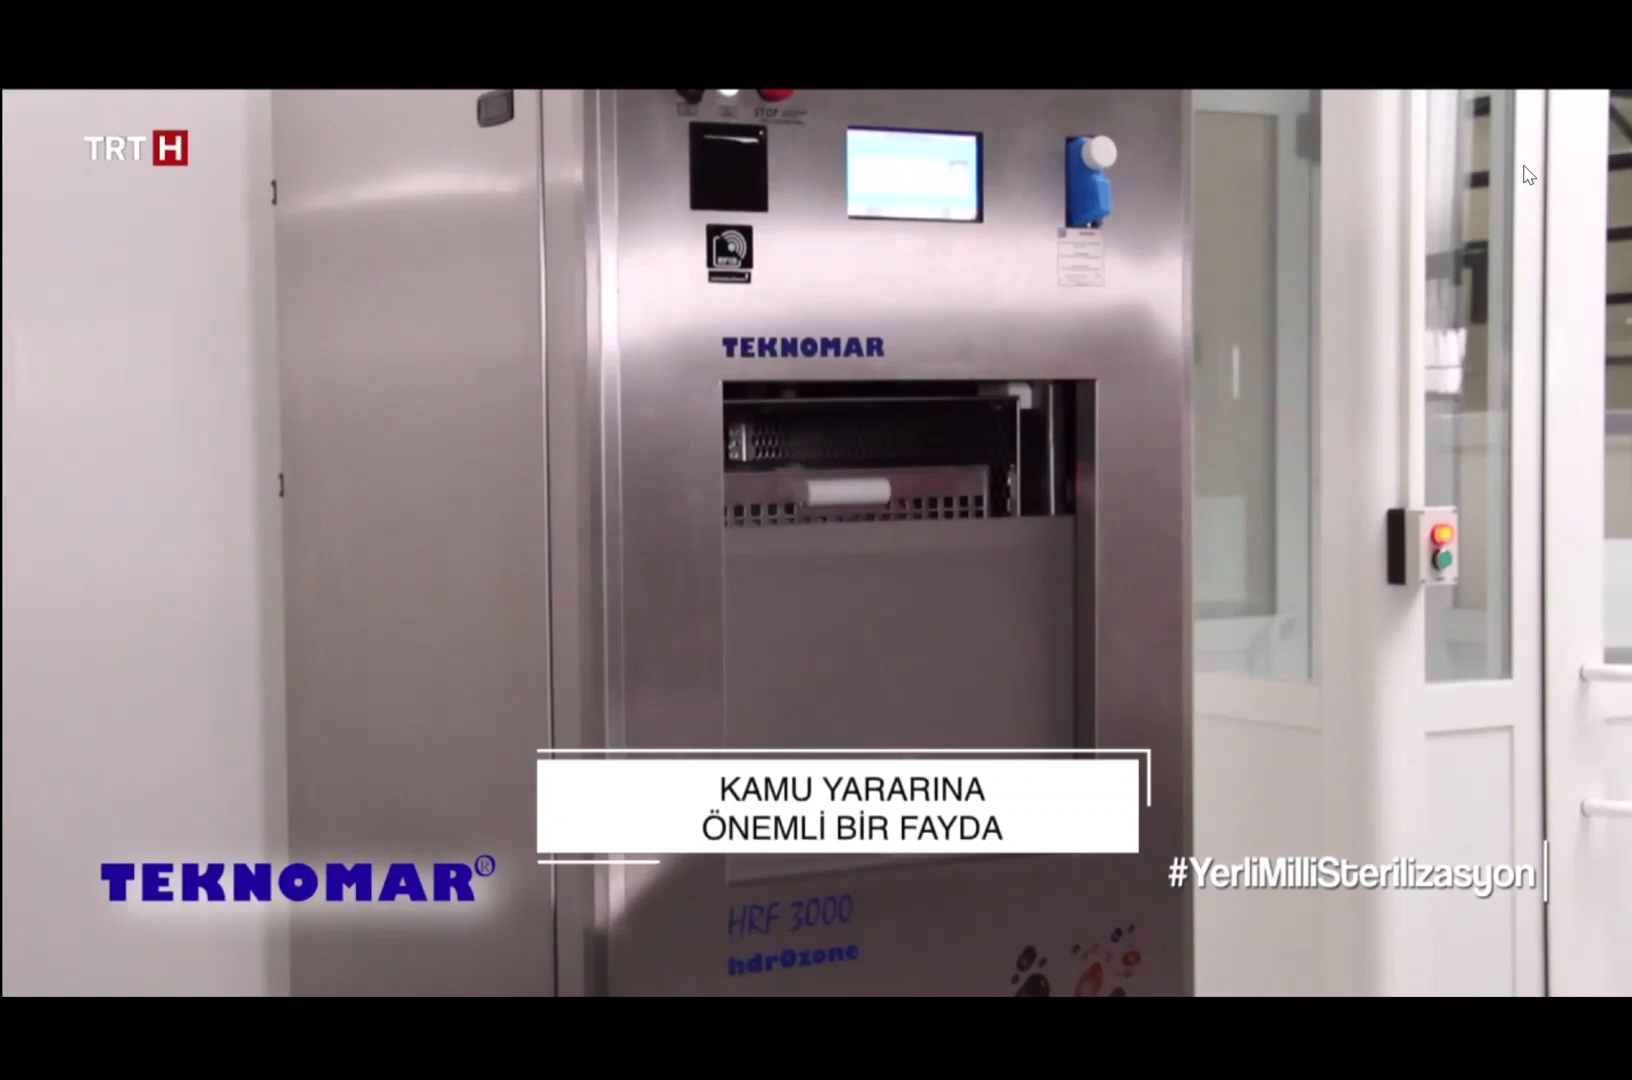 TRT H
STOP
RFID
TEKNOMAR
KAMU YARARINA
ÖNEMLİ BİR FAYDA
TEKNOMAR®
#YerliMilliSterilizasyon
HRF 3000
hdrOzone